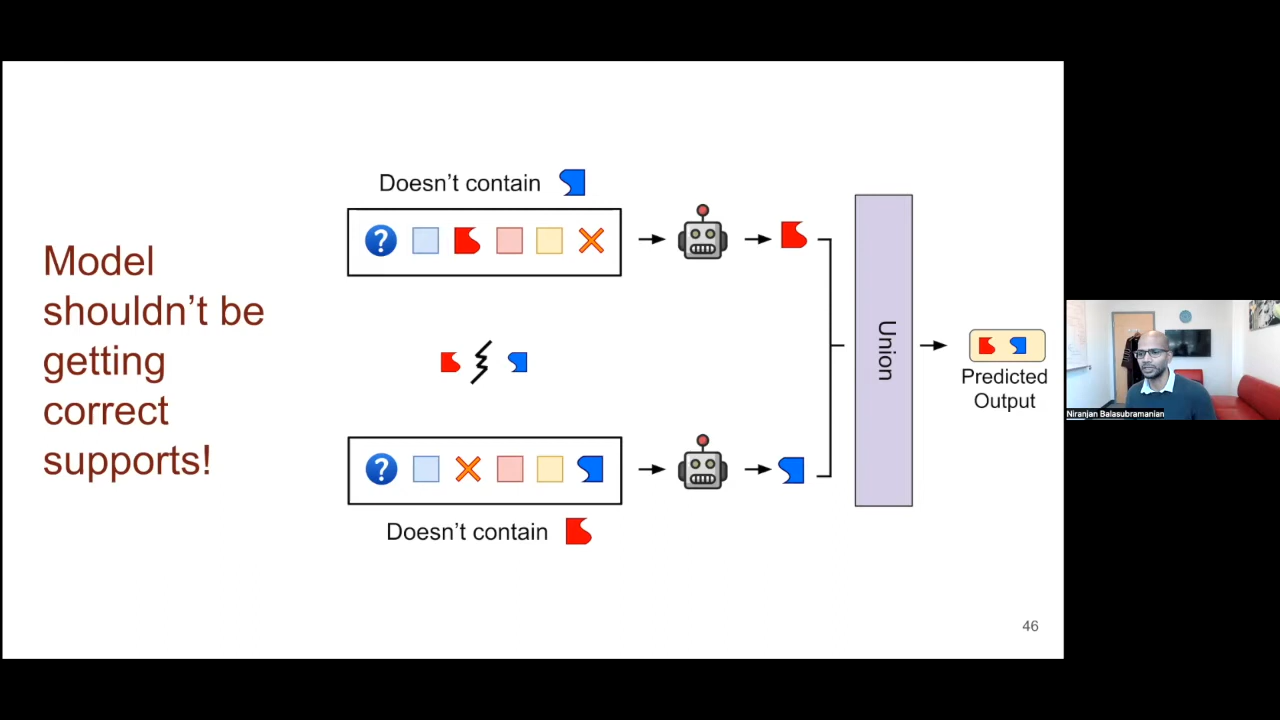 Model
shouldn't be
getting
correct
supports!
Doesn't contain
?
?
Doesn't contain
Union
Predicted
Output
46
Niranjan Balasubramanian